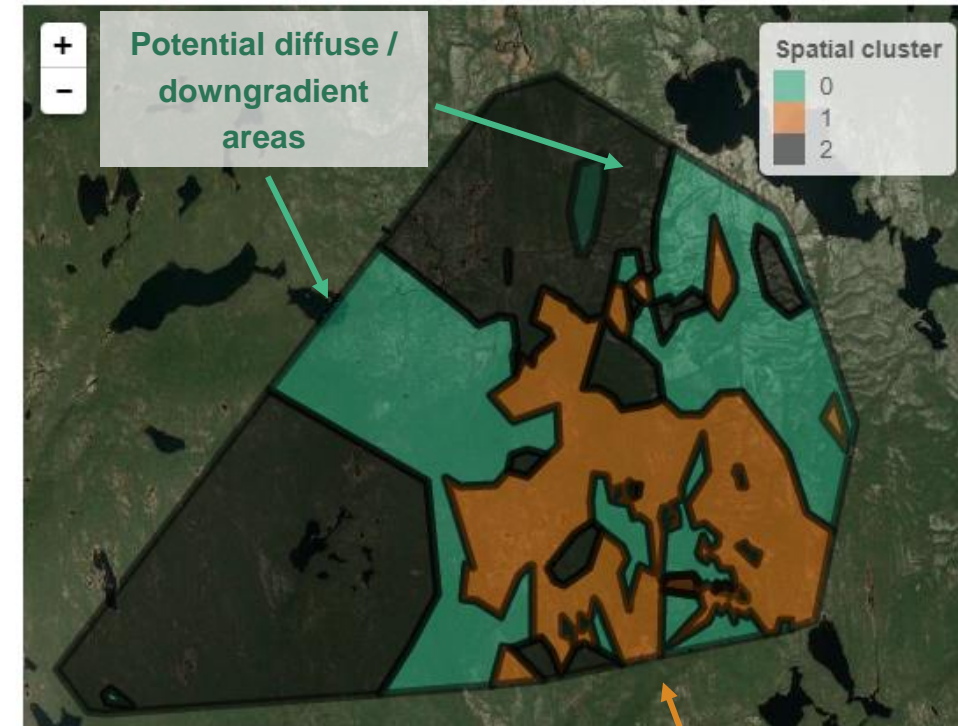 +
-
Potential diffuse /
downgradient
areas
Spatial cluster
0
1
2